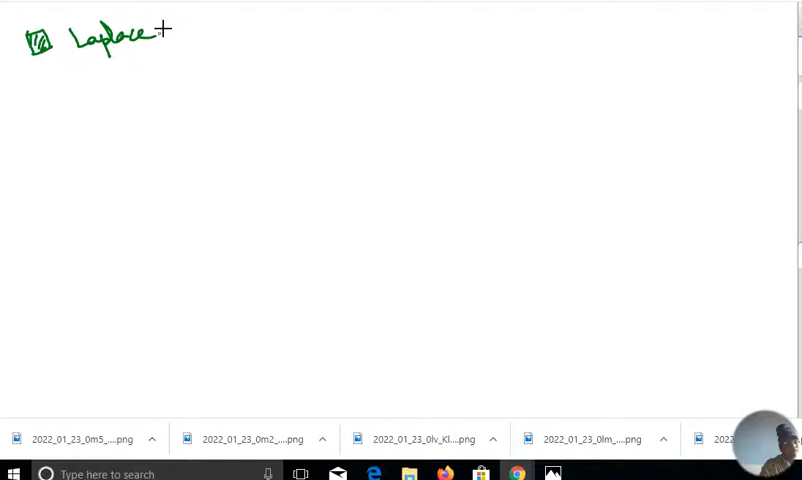 Laplace
2022_01_23_0m5_....png
2022_01_23_0m2_....png
2022_01_23_0lv_Kl....png
2022_01_23_0lm_....png
Type here to search